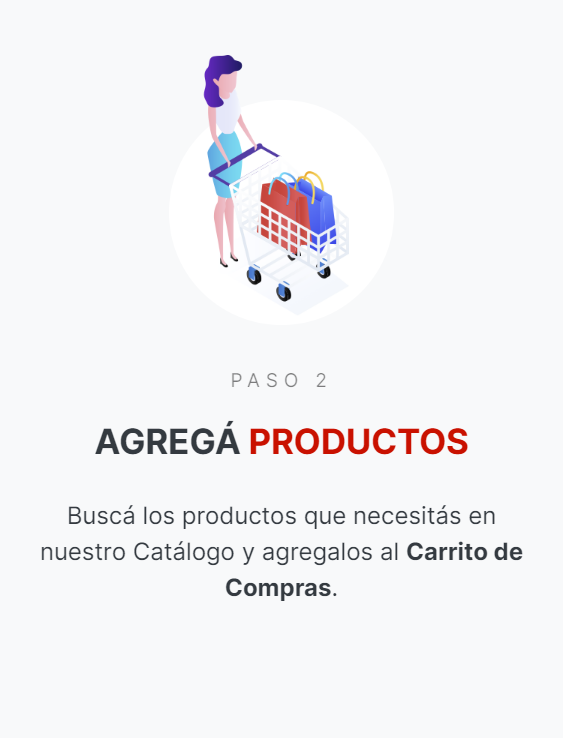 PASO 2
AGREGÁ PRODUCTOS
Buscá los productos que necesitás en
nuestro Catálogo y agregalos al Carrito de
Compras.